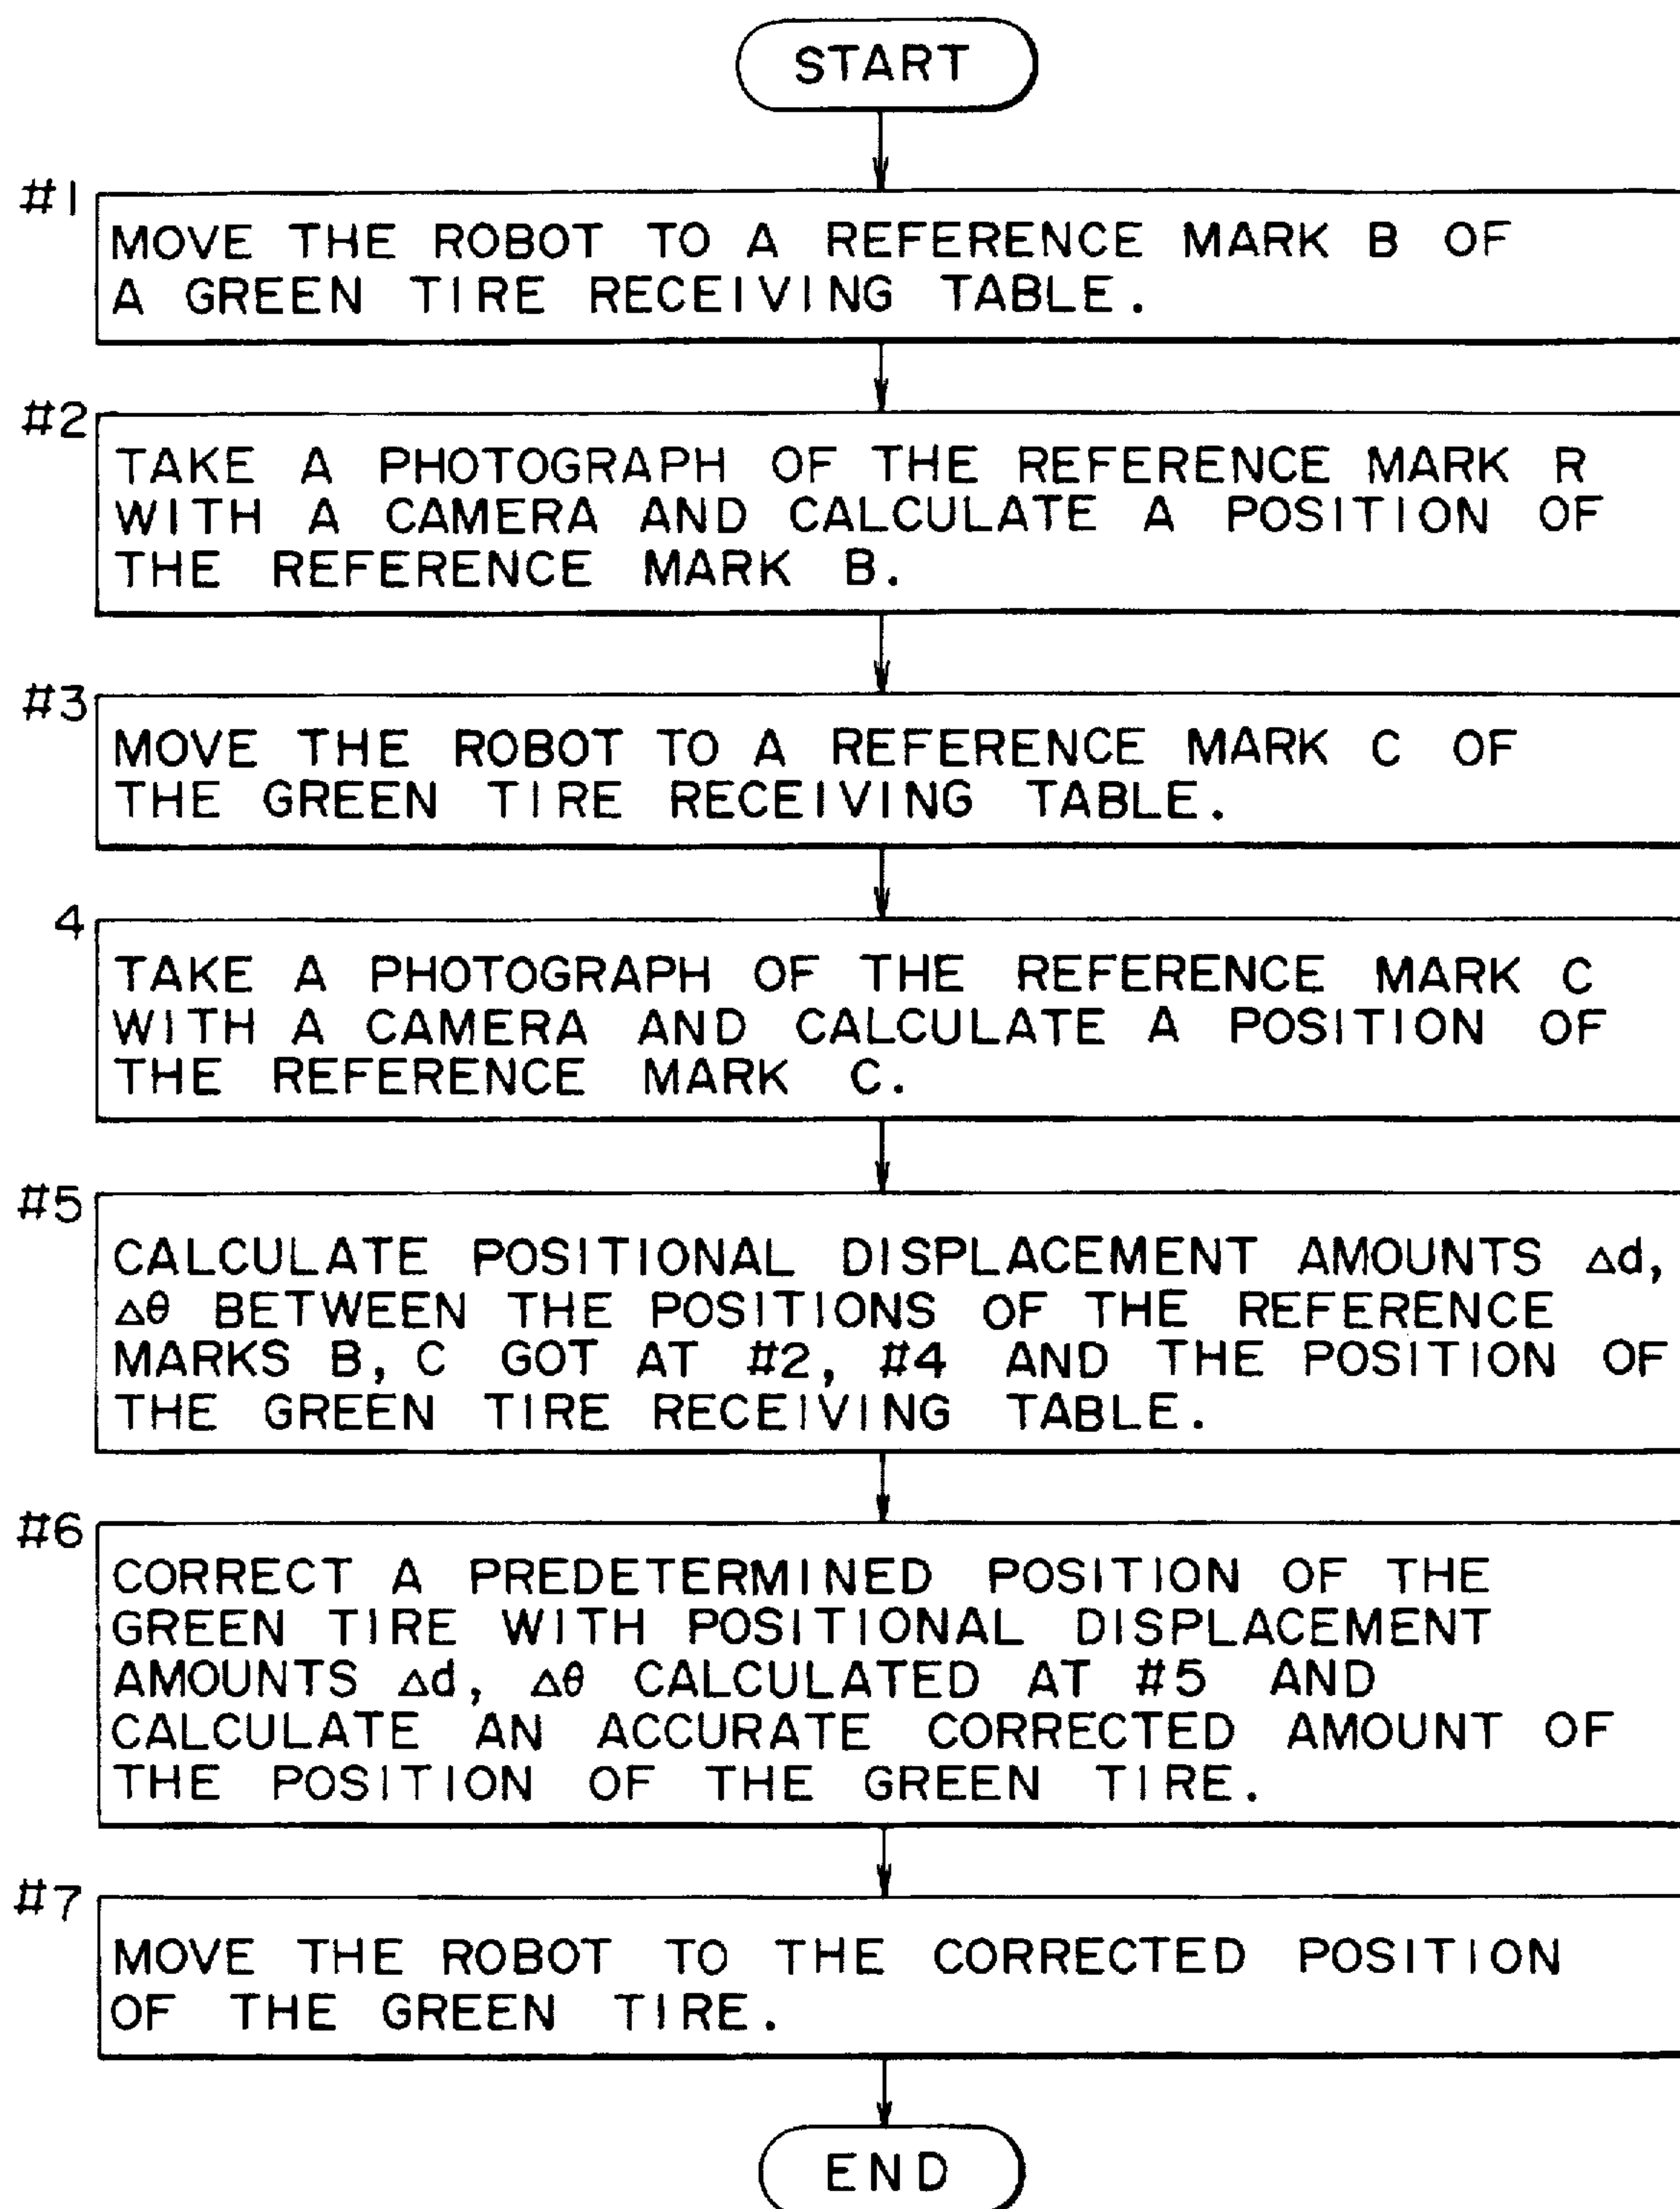 START
#1
MOVE THE ROBOT TO A REFERENCE MARK B OF
A GREEN TIRE RECEIVING TABLE.
#2
TAKE A PHOTOGRAPH OF THE REFERENCE MARK R
WITH A CAMERA AND CALCULATE A POSITION OF
THE REFERENCE MARK B.
#3
MOVE THE ROBOT TO A REFERENCE MARK C OF
THE GREEN TIRE RECEIVING TABLE.
4
TAKE A PHOTOGRAPH OF THE REFERENCE MARK C
WITH A CAMERA AND CALCULATE A POSITION OF
THE REFERENCE MARK C.
#5
CALCULATE POSITIONAL DISPLACEMENT AMOUNTS Δd,
Δθ BETWEEN THE POSITIONS OF THE REFERENCE
MARKS B, C GOT AT #2, #4 AND THE POSITION OF
THE GREEN TIRE RECEIVING TABLE.
#6
CORRECT A PREDETERMINED POSITION OF THE
GREEN TIRE WITH POSITIONAL DISPLACEMENT
AMOUNTS Δd, Δθ CALCULATED AT #5 AND
CALCULATE AN ACCURATE CORRECTED AMOUNT OF
THE POSITION OF THE GREEN TIRE.
#7
MOVE THE ROBOT TO THE CORRECTED POSITION
OF THE GREEN TIRE.
END